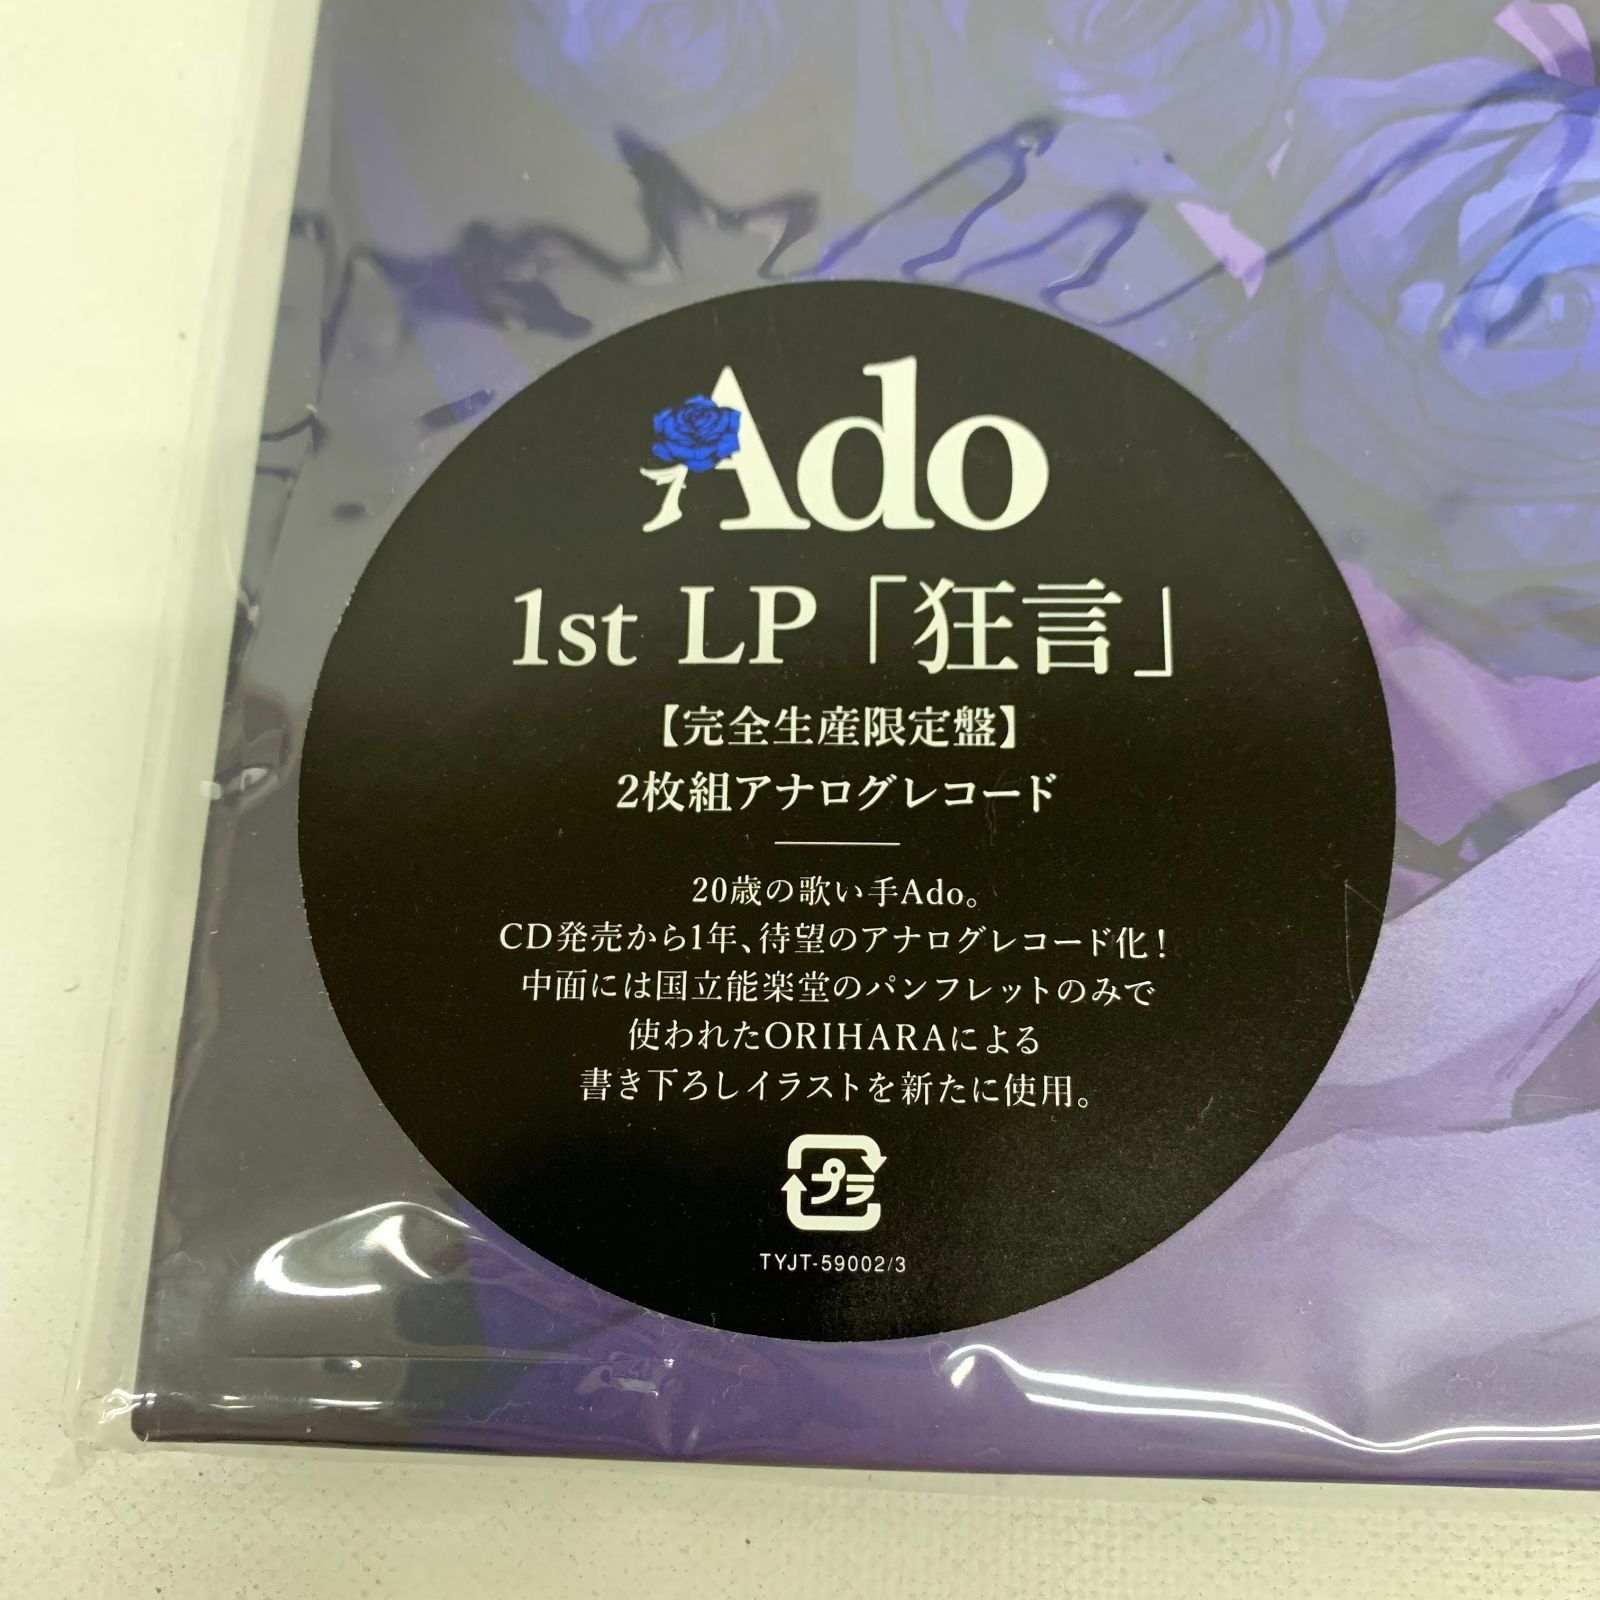 Ado
1st LP「狂言」
【完全生産限定盤】
2枚組アナログレコード
20歳の歌い手Ado。
CD発売から1年、待望のアナログレコード化！
中面には国立能楽堂のパンフレットのみで
使われたORIHARAによる
書き下ろしイラストを新たに使用。
プラ
TYJT-59002/3